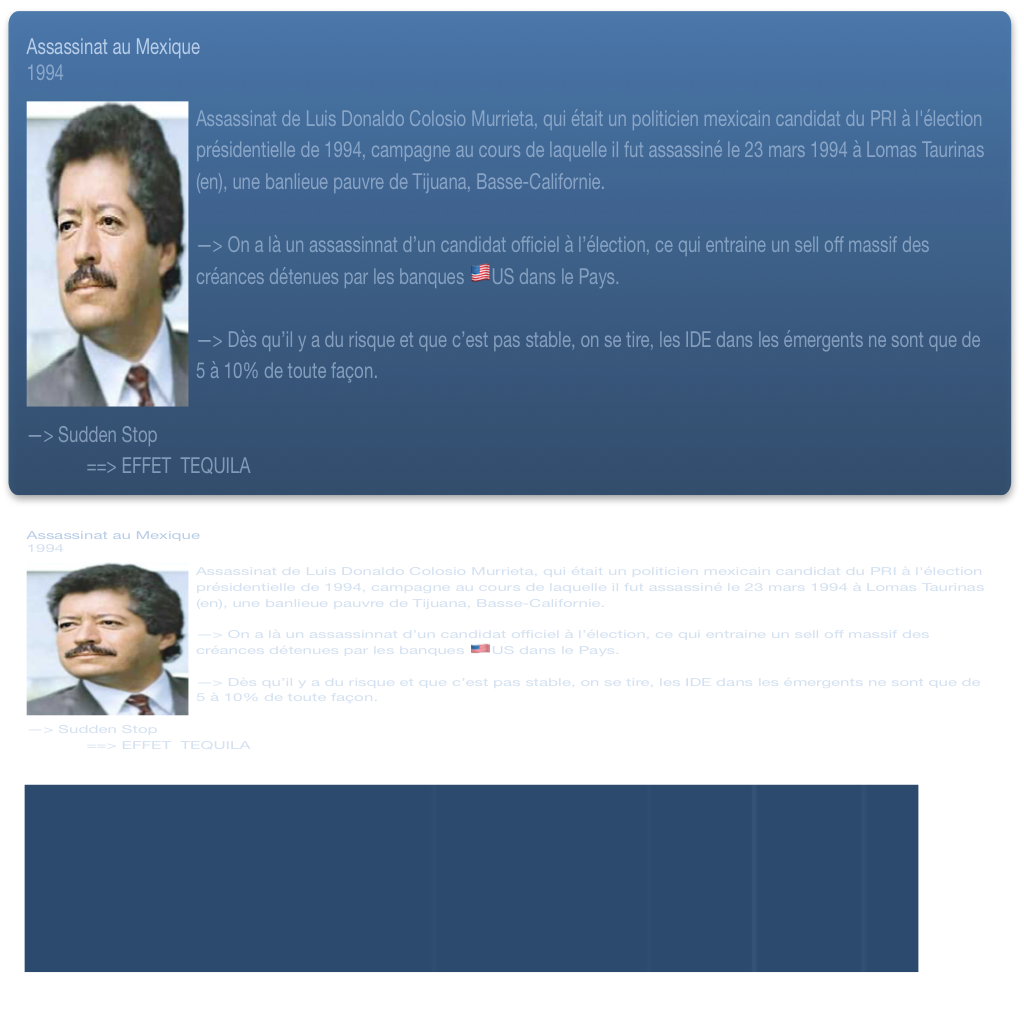 Assassinat au Mexique
1994
Assassinat de Luis Donaldo Colosio Murrieta, qui était un politicien mexicain candidat du PRI à l'élection
présidentielle de 1994, campagne au cours de laquelle il fut assassiné le 23 mars 1994 à Lomas Taurinas
(en), une banlieue pauvre de Tijuana, Basse-Californie.
—> On a là un assassinnat d’un candidat officiel à l’élection, ce qui entraine un sell off massif des
créances détenues par les banques 🇺🇸US dans le Pays.
—> Dès qu’il y a du risque et que c’est pas stable, on se tire, les IDE dans les émergents ne sont que de
5 à 10% de toute façon.
—> Sudden Stop
==> EFFET  TEQUILA
Assassinat au Mexique
1994
Assassinat de Luis Donaldo Colosio Murrieta, qui était un politicien mexicain candidat du PRI à l'élection
présidentielle de 1994, campagne au cours de laquelle il fut assassiné le 23 mars 1994 à Lomas Taurinas
(en), une banlieue pauvre de Tijuana, Basse-Californie.
—> On a là un assassinnat d’un candidat officiel à l’élection, ce qui entraine un sell off massif des
créances détenues par les banques 🇺🇸US dans le Pays.
—> Dès qu’il y a du risque et que c’est pas stable, on se tire, les IDE dans les émergents ne sont que de
5 à 10% de toute façon.
—> Sudden Stop
==> EFFET  TEQUILA